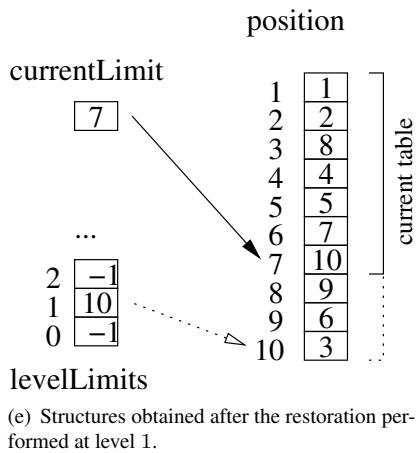 position
currentLimit
7
1 1
2 2
3 8
4 4
5 5
6 7
7 10
8 9
9 6
10 3
current table
...
2 −1
1 10
0 −1
levelLimits
(e) Structures obtained after the restoration per-
formed at level 1.